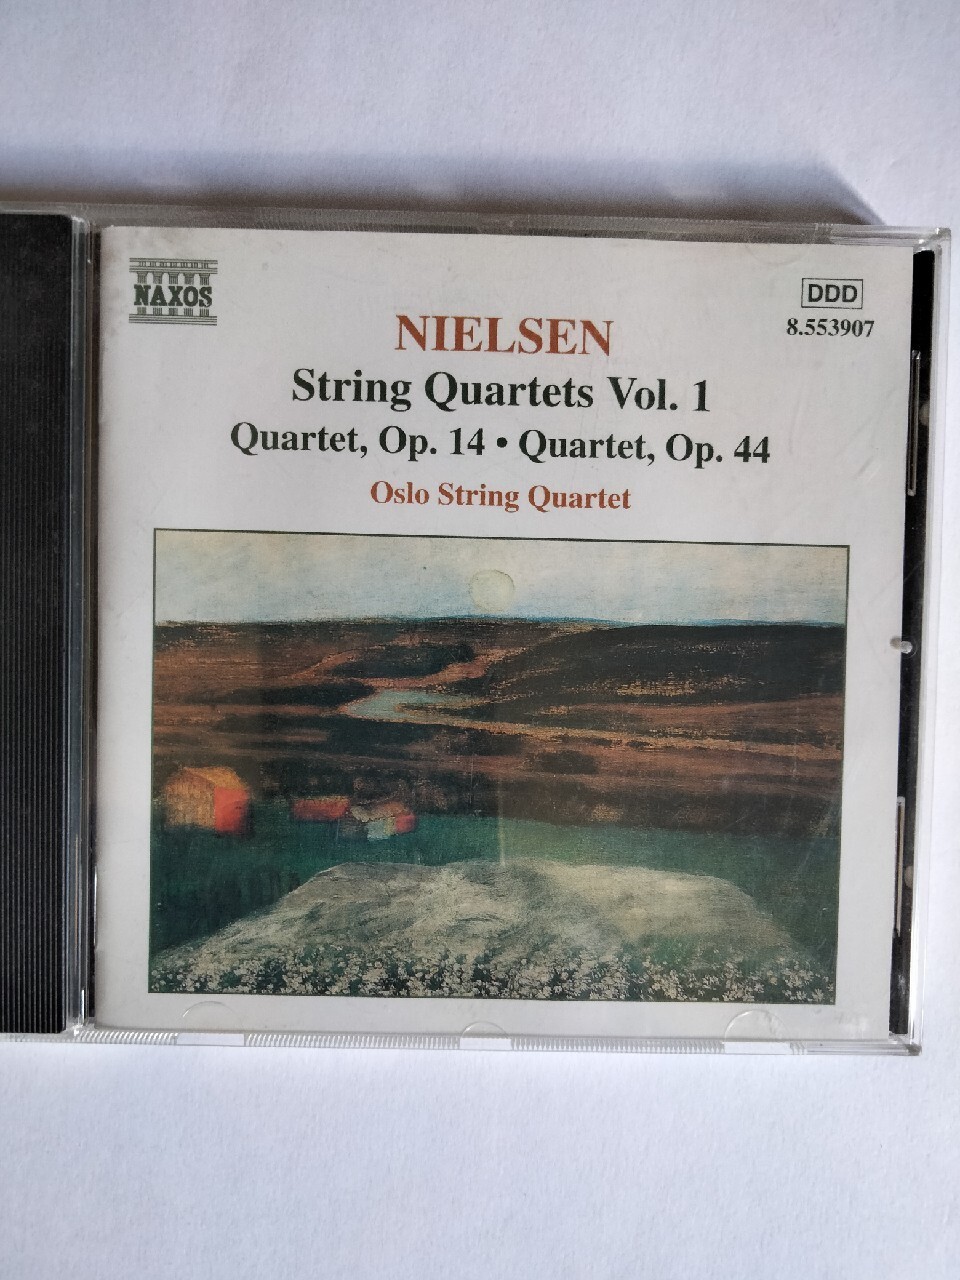 NAXOS
DDD
8.553907
NIELSEN
String Quartets Vol. 1
Quartet, Op. 14 • Quartet, Op. 44
Oslo String Quartet